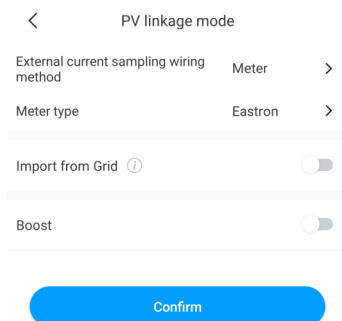 PV linkage mode
External current sampling wiring
method
Meter
Meter type
Eastron
Import from Grid
Boost
Confirm